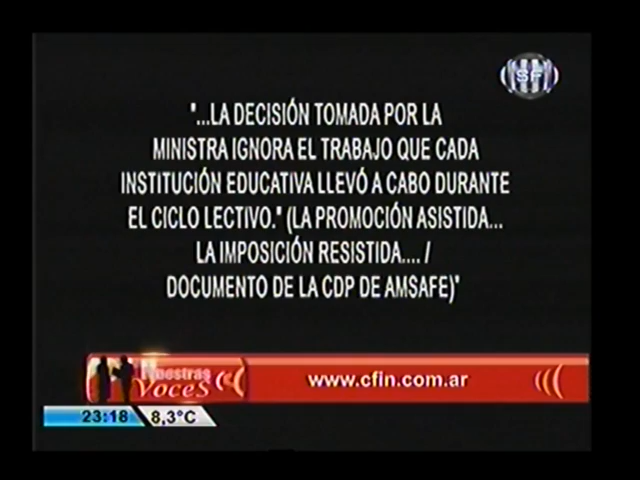 SF
"...LA DECISIÓN TOMADA POR LA
MINISTRA IGNORA EL TRABAJO QUE CADA
INSTITUCIÓN EDUCATIVA LLEVÓ A CABO DURANTE
EL CICLO LECTIVO." (LA PROMOCIÓN ASISTIDA...
LA IMPOSICIÓN RESISTIDA.... /
DOCUMENTO DE LA CDP DE AMSAFE)"
Nuestras
Voces
www.cfin.com.ar
23:18 8,3°C